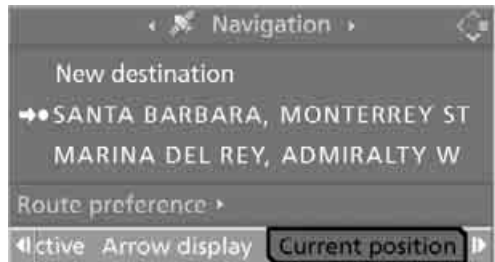 Navigation
New destination
SANTA BARBARA, MONTERREY ST
MARINA DEL REY, ADMIRALTY W
Route preference
ctive Arrow display Current position